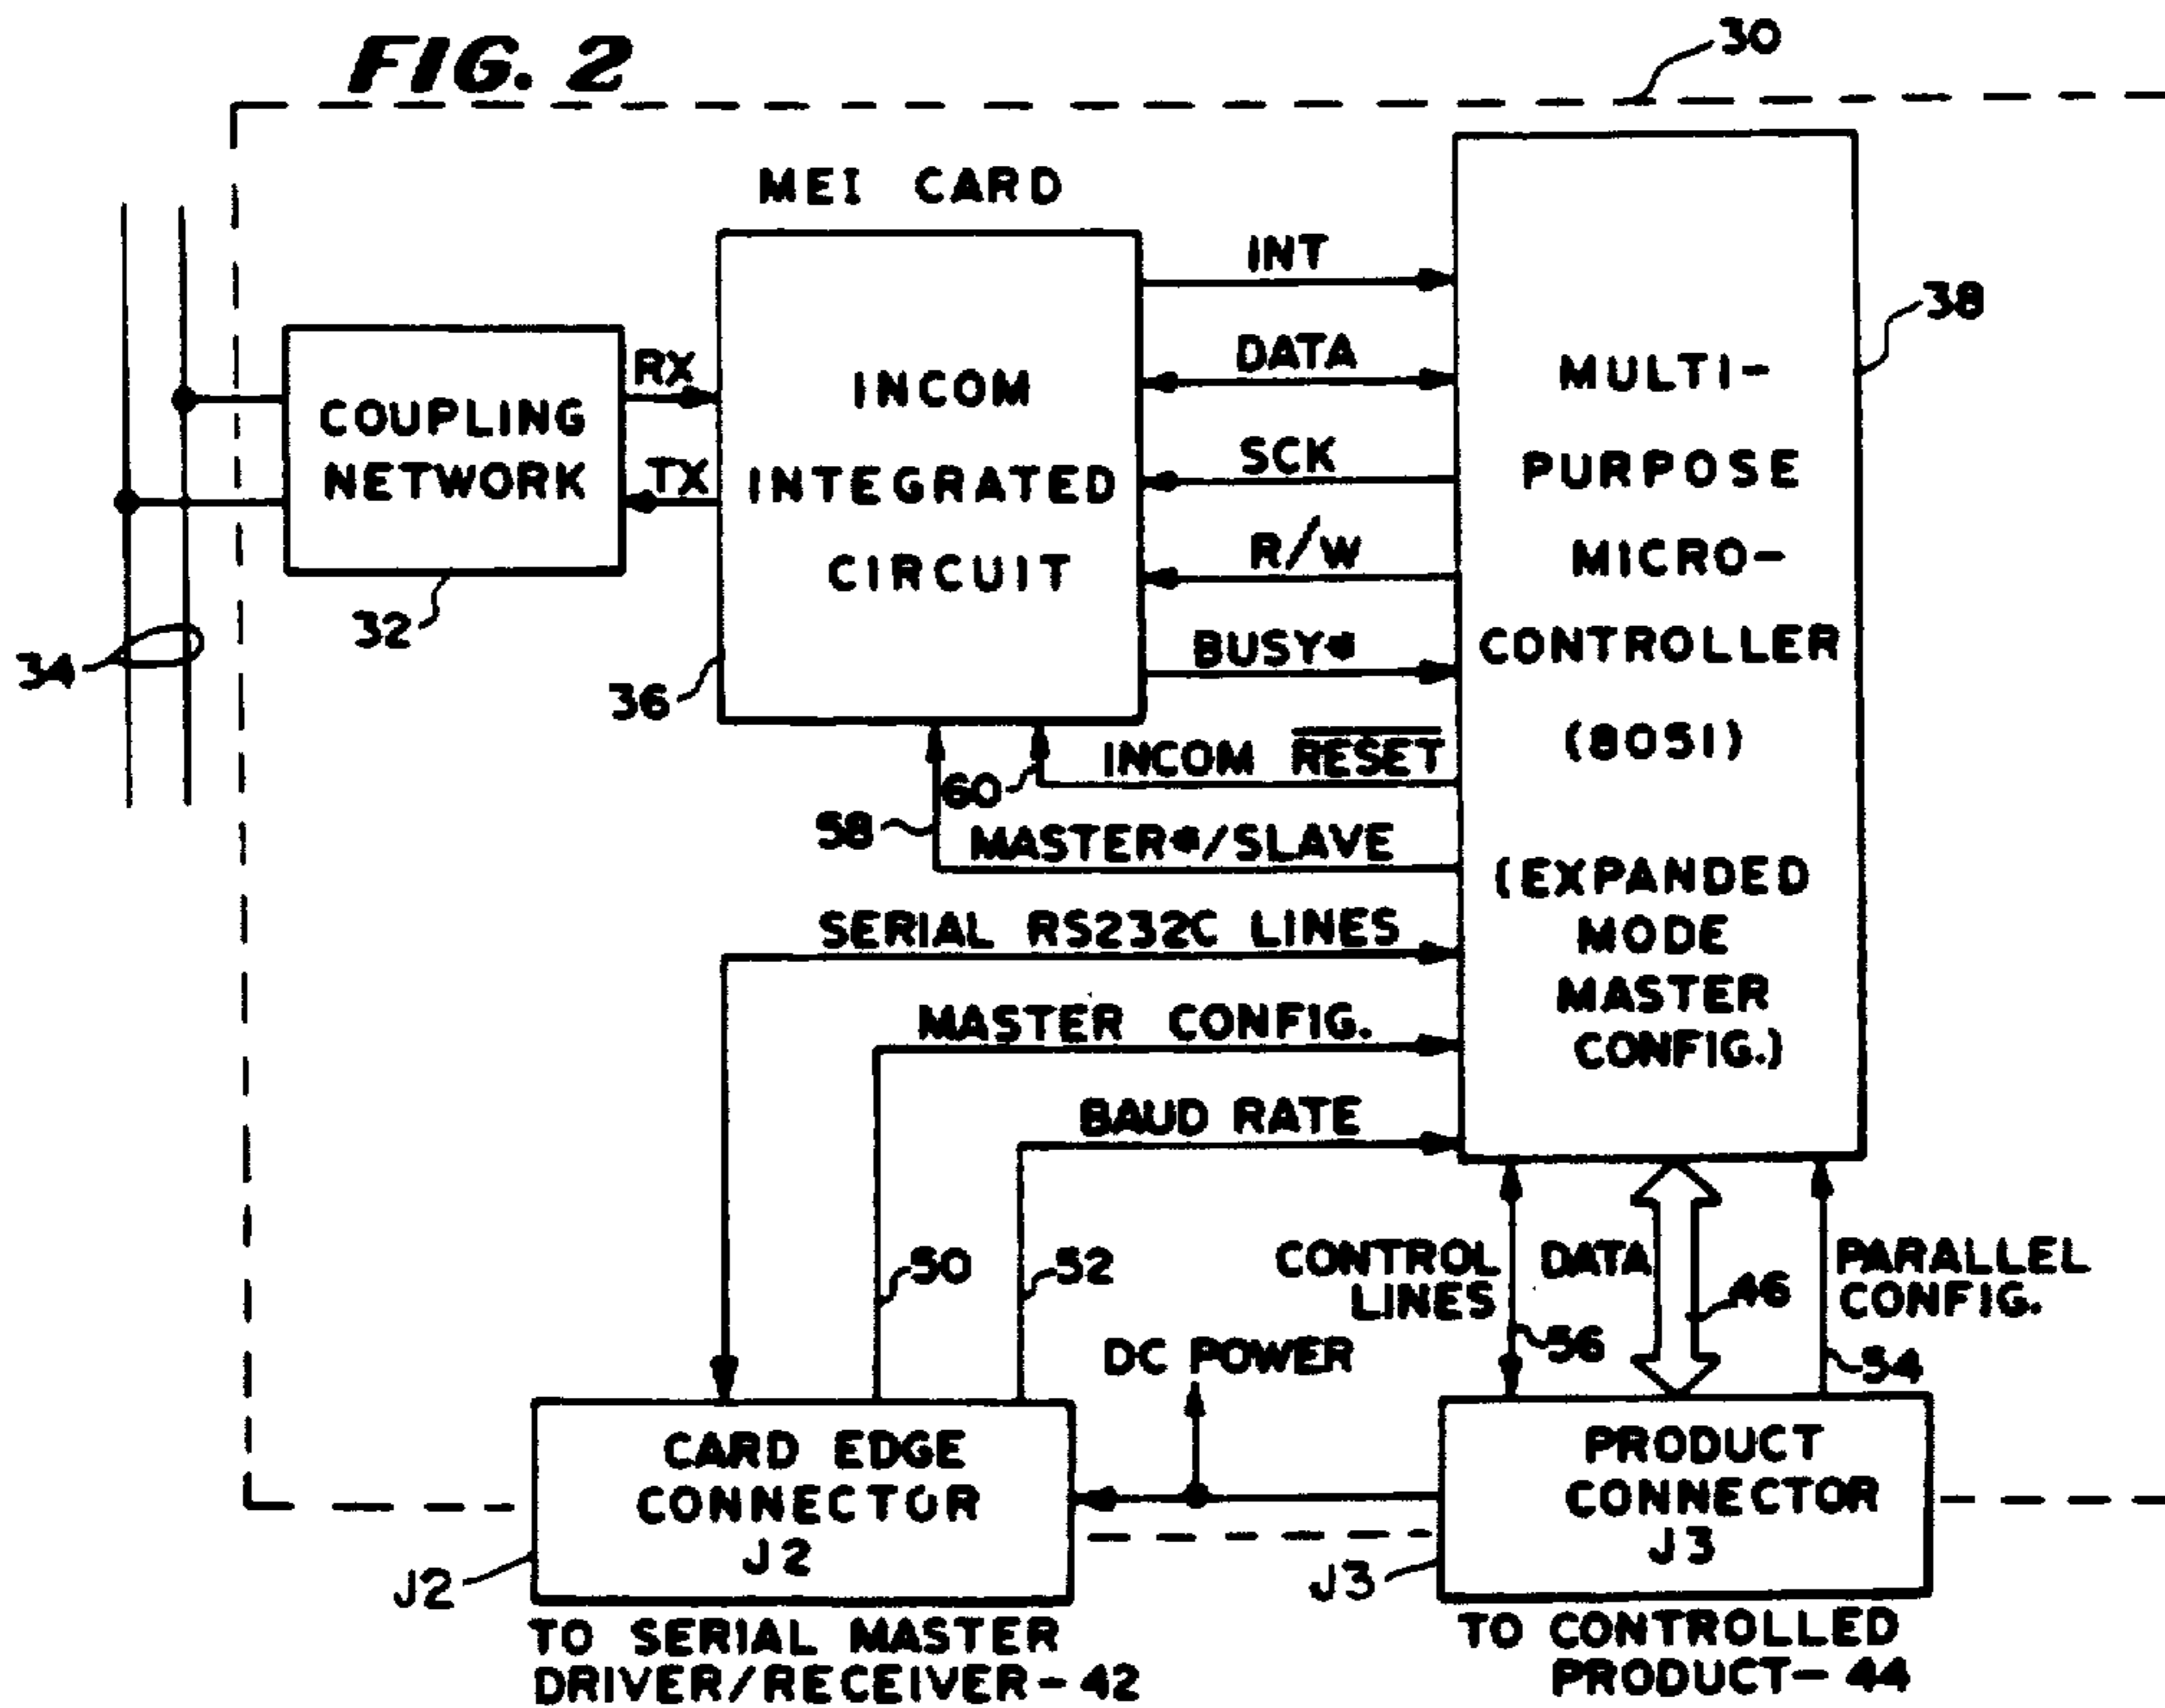 FIG. 2
30
MEI CARD
INT
38
DATA
MULTI-
RX
INCOM
COUPLING
SCK
PURPOSE
NETWORK
TX
INTEGRATED
R/W
MICRO-
CIRCUIT
32
BUSY*
CONTROLLER
34
36
INCOM RESET
(8051)
60
58
MASTER*/SLAVE
(EXPANDED
SERIAL RS232C LINES
MODE
MASTER
MASTER CONFIG.
CONFIG.)
BAUD RATE
50
52
CONTROL
LINES
DATA
46
PARALLEL
CONFIG.
56
54
DC POWER
CARD EDGE
CONNECTOR
J2
PRODUCT
CONNECTOR
J3
J2
J3
TO SERIAL MASTER
DRIVER/RECEIVER-42
TO CONTROLLED
PRODUCT-44